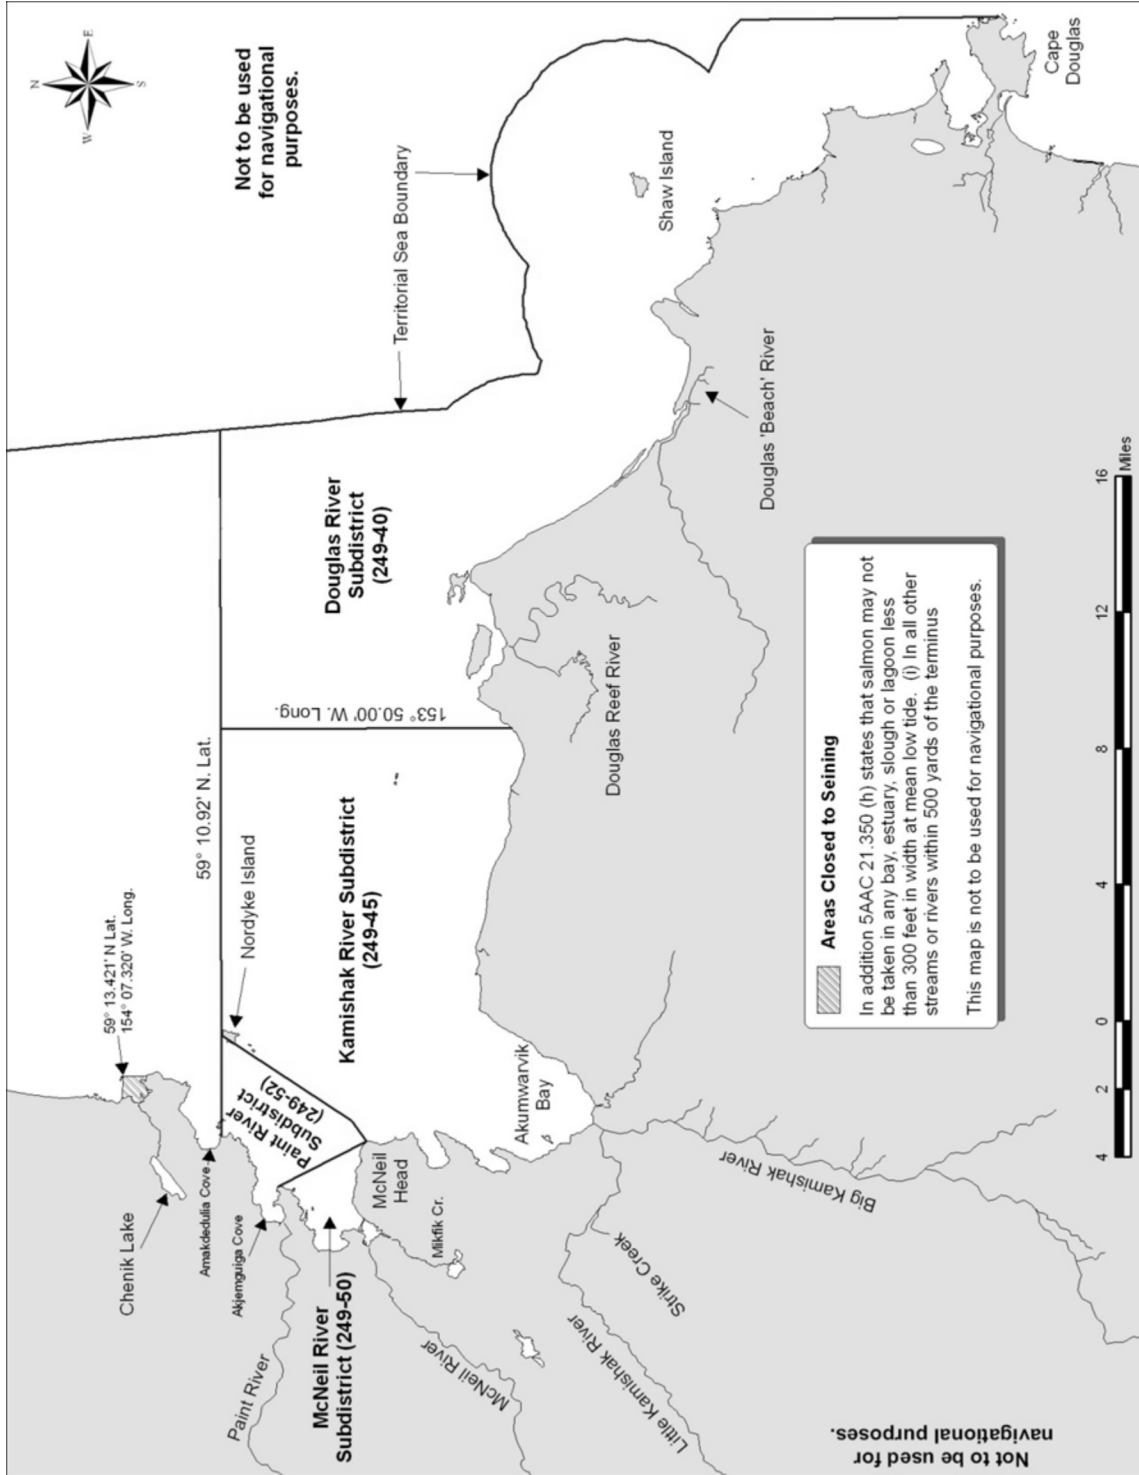 N
E
S
W
Not to be used
for navigational
purposes.
Territorial Sea Boundary
59° 13.421' N Lat.
154° 07.320' W. Long.
59° 10.92' N. Lat.
Nordyke Island
Chenik Lake
Amakdedulia Cove
Akjemguiga Cove
Paint River
Subdistrict
(249-52)
Paint River
McNeil River
Subdistrict (249-50)
McNeil
Head
Mikfik Cr.
McNeil River
Kamishak River Subdistrict
(249-45)
153° 50.00' W. Long.
Douglas River
Subdistrict
(249-40)
Shaw Island
Cape
Douglas
Akumwarvik
Bay
Douglas Reef River
Douglas 'Beach' River
Strike Creek
Little Kamishak River
Big Kamishak River
Areas Closed to Seining
In addition 5AAC 21.350 (h) states that salmon may not
be taken in any bay, estuary, slough or lagoon less
than 300 feet in width at mean low tide. (i) In all other
streams or rivers within 500 yards of the terminus
This map is not to be used for navigational purposes.
Not to be used for
navigational purposes.
4 2 0 4 8 12 16
Miles